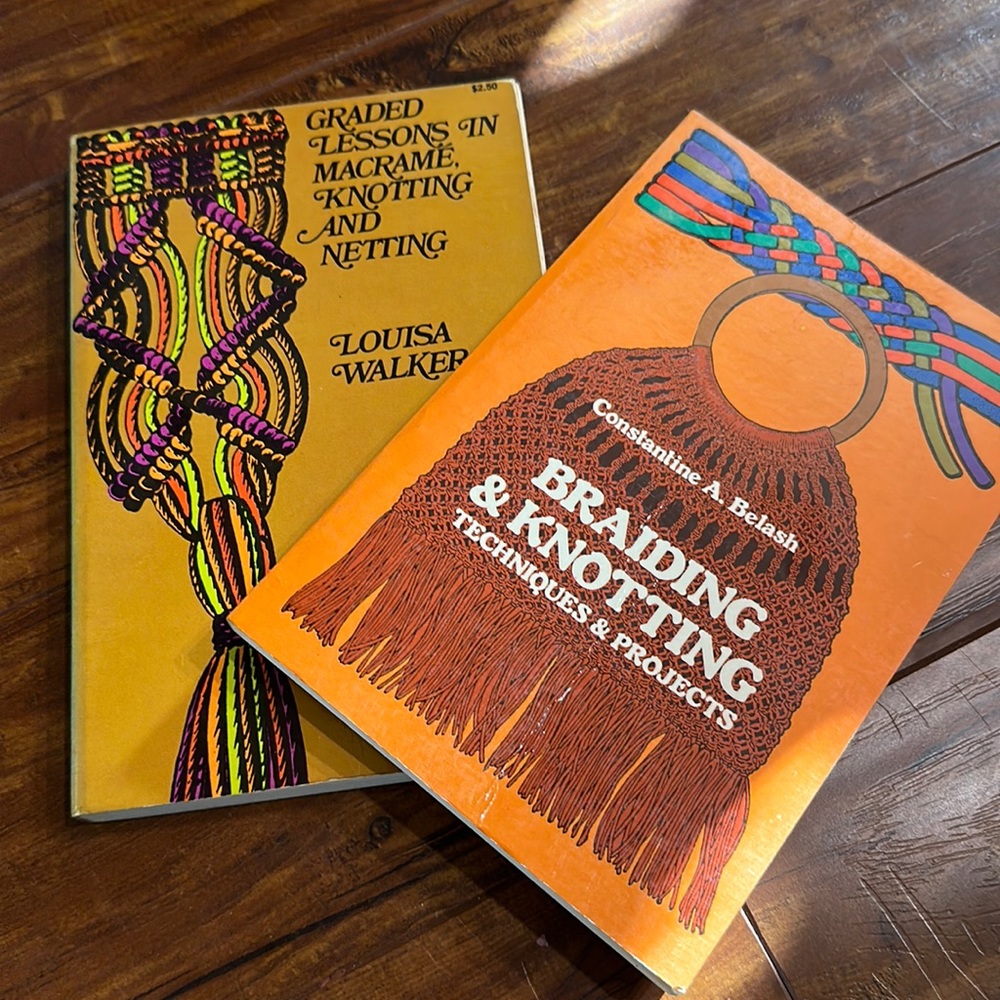 $2.50
GRADED
LESSONS IN
MACRAMÉ,
KNOTTING
AND
NETTING
LOUISA
WALKER
Constantine A. Belash
BRAIDING
& KNOTTING
TECHNIQUES & PROJECTS